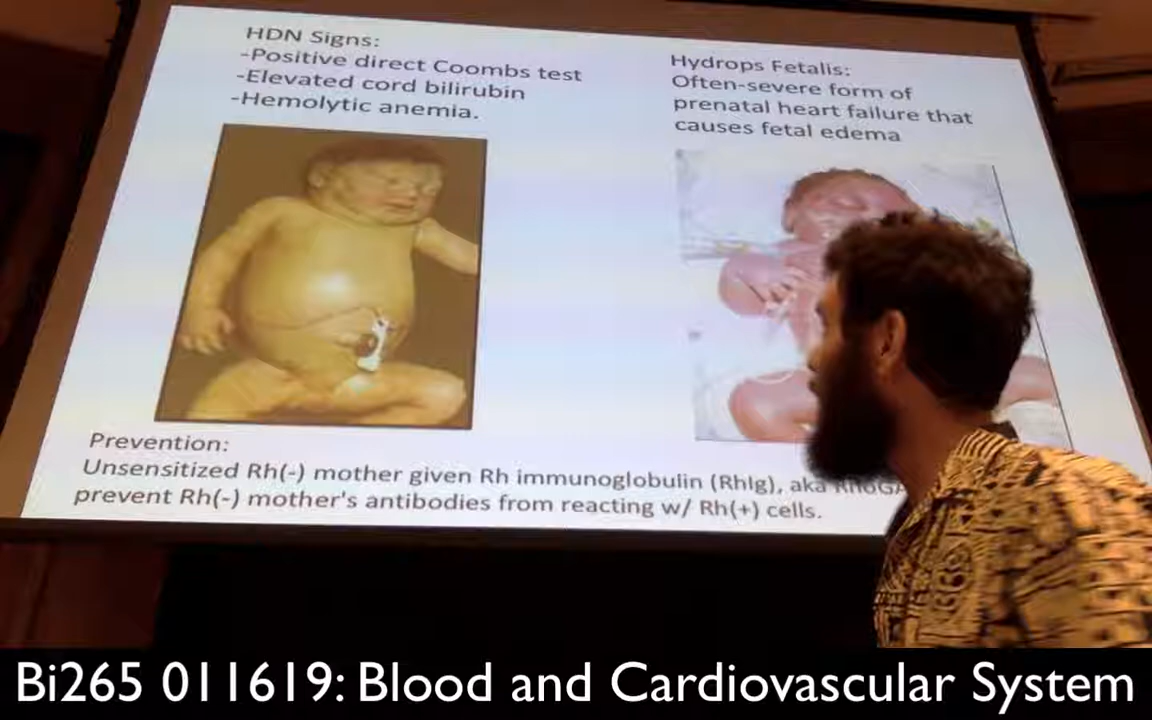 HDN Signs:
-Positive direct Coombs test
-Elevated cord bilirubin
-Hemolytic anemia.
Hydrops Fetalis:
Often-severe form of
prenatal heart failure that
causes fetal edema
Prevention:
Unsensitized Rh(-) mother given Rh immunoglobulin (RhIg), aka
prevent Rh(-) mother's antibodies from reacting w/ Rh(+) cells.
Bi265 011619: Blood and Cardiovascular System